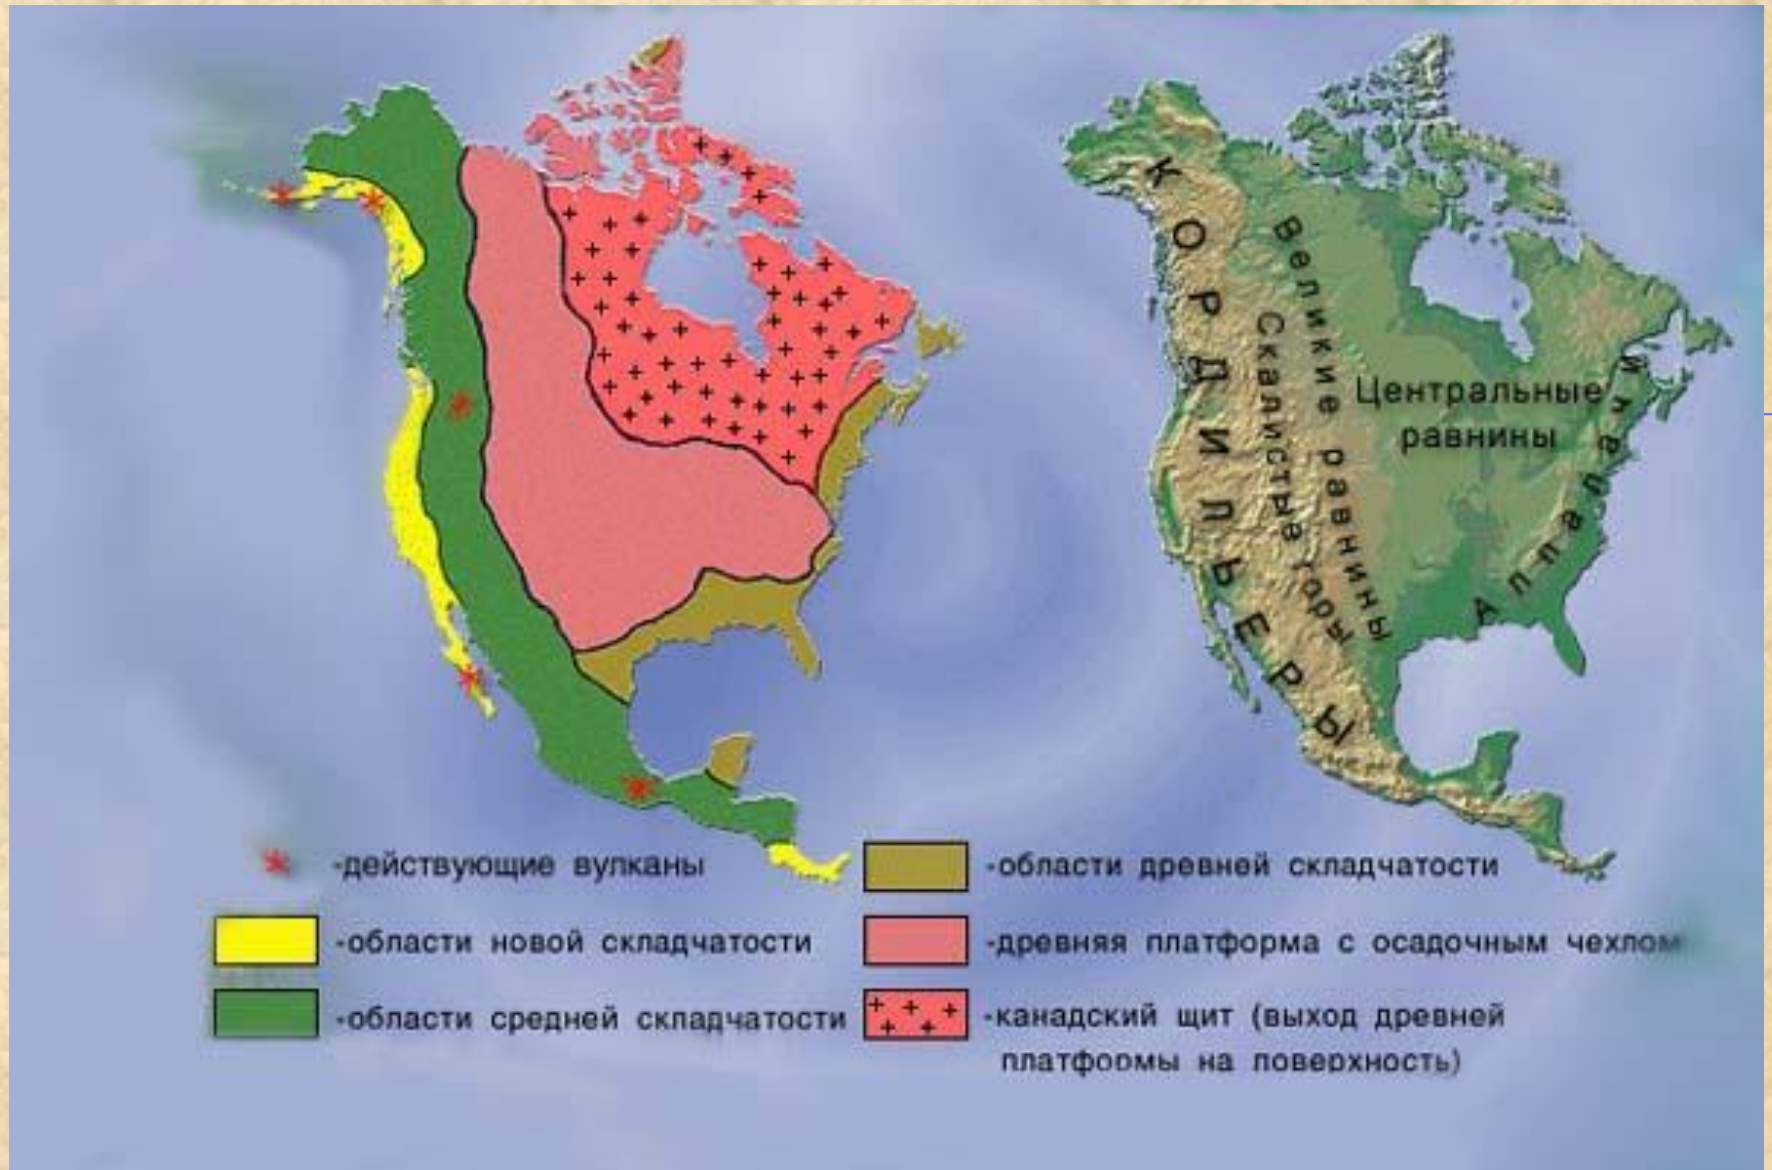 КОРДИЛЬЕРЫ
Великие равнины
Скалистые горы
Центральные
равнины
Аппалачи
-действующие вулканы
-области новой складчатости
-области средней складчатости
-области древней складчатости
-древняя платформа с осадочным чехлом
-канадский щит (выход древней
платформы на поверхность)